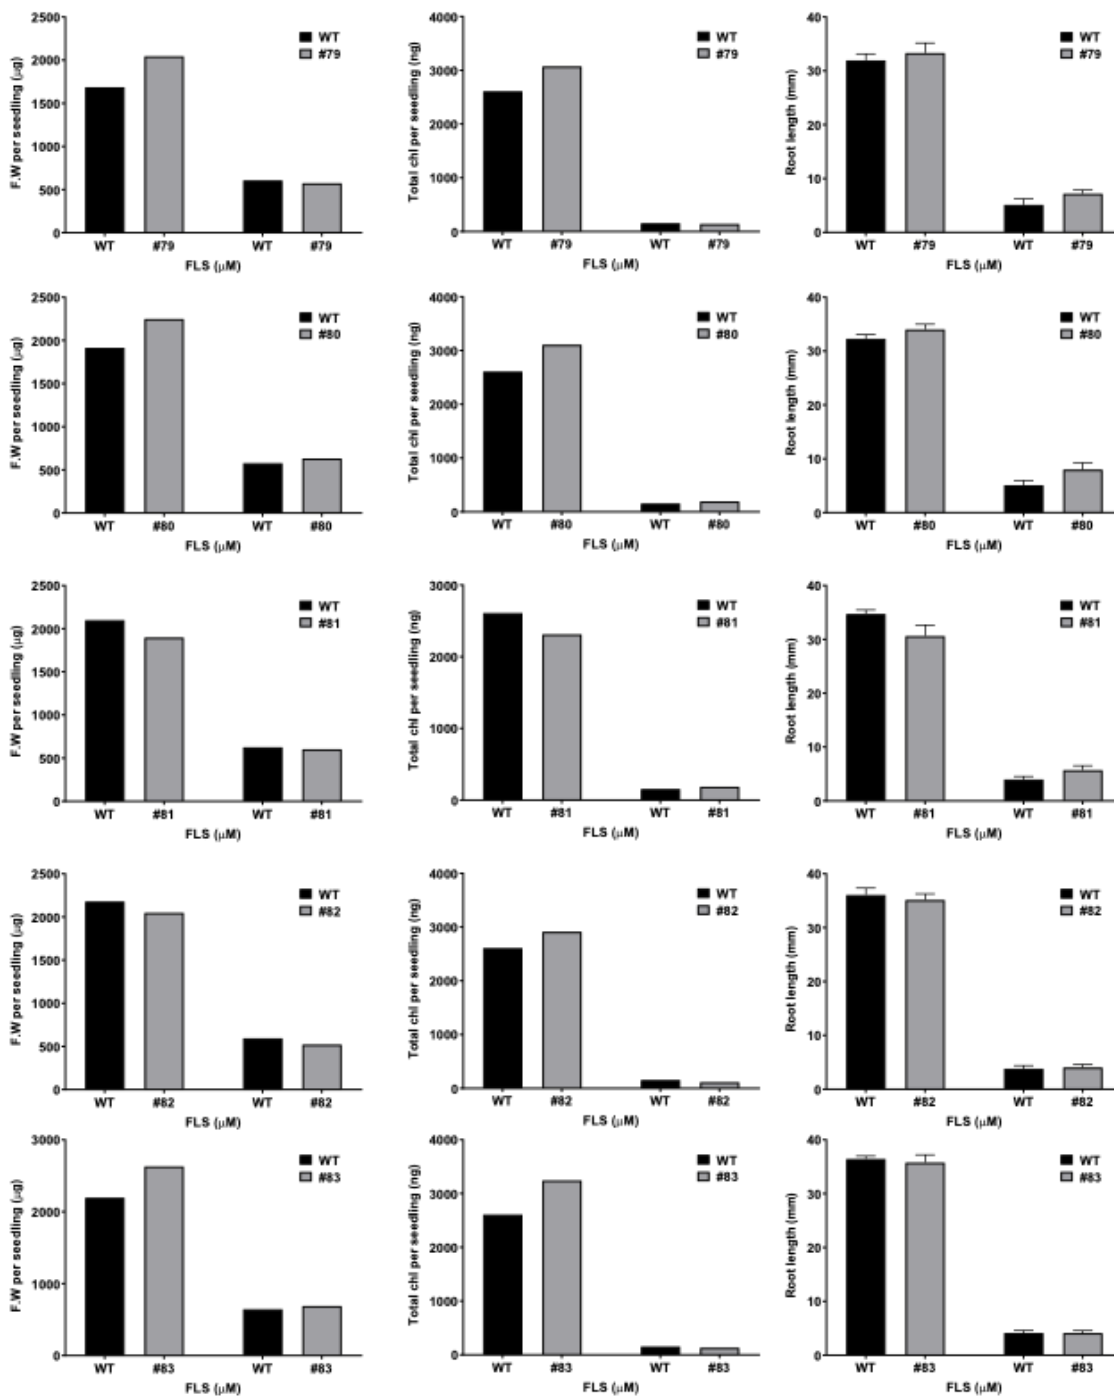 F.W per seedling (µg)
2500
2000
1500
1000
500
0
WT
#79
WT
#79
WT
#79
FLS (µM)
Total chl per seedling (ng)
4000
3000
2000
1000
0
WT
#79
WT
#79
WT
#79
FLS (µM)
Root length (mm)
40
30
20
10
0
WT
#79
WT
#79
WT
#79
FLS (µM)
F.W per seedling (µg)
2500
2000
1500
1000
500
0
WT
#80
WT
#80
WT
#80
FLS (µM)
Total chl per seedling (ng)
4000
3000
2000
1000
0
WT
#80
WT
#80
WT
#80
FLS (µM)
Root length (mm)
40
30
20
10
0
WT
#80
WT
#80
WT
#80
FLS (µM)
F.W per seedling (µg)
2500
2000
1500
1000
500
0
WT
#81
WT
#81
WT
#81
FLS (µM)
Total chl per seedling (ng)
3000
2000
1000
0
WT
#81
WT
#81
WT
#81
FLS (µM)
Root length (mm)
40
30
20
10
0
WT
#81
WT
#81
WT
#81
FLS (µM)
F.W per seedling (µg)
2500
2000
1500
1000
500
0
WT
#82
WT
#82
WT
#82
FLS (µM)
Total chl per seedling (ng)
4000
3000
2000
1000
0
WT
#82
WT
#82
WT
#82
FLS (µM)
Root length (mm)
40
30
20
10
0
WT
#82
WT
#82
WT
#82
FLS (µM)
F.W per seedling (µg)
3000
2000
1000
0
WT
#83
WT
#83
WT
#83
FLS (µM)
Total chl per seedling (ng)
4000
3000
2000
1000
0
WT
#83
WT
#83
WT
#83
FLS (µM)
Root length (mm)
40
30
20
10
0
WT
#83
WT
#83
WT
#83
FLS (µM)